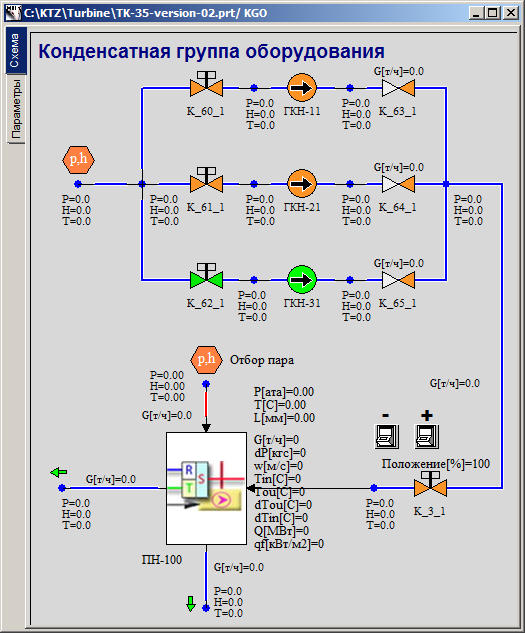 C:\KTZ\Turbine\TK-35-version-02.prt/ KGO
Схема
Параметры
Конденсатная группа оборудования
G[т/ч]=0.0
P=0.0
H=0.0
T=0.0
P=0.0
H=0.0
T=0.0
K_60_1
ГКН-11
K_63_1
p,h
G[т/ч]=0.0
P=0.0
H=0.0
T=0.0
P=0.0
H=0.0
T=0.0
P=0.0
H=0.0
T=0.0
P=0.0
H=0.0
T=0.0
P=0.0
H=0.0
T=0.0
K_61_1
ГКН-21
K_64_1
G[т/ч]=0.0
P=0.0
H=0.0
T=0.0
P=0.0
H=0.0
T=0.0
K_62_1
ГКН-31
K_65_1
p,h
Отбор пара
P=0.00
H=0.00
T=0.00
G[т/ч]=0.0
G[т/ч]=0.0
P[ата]=0.00
T[C]=0.00
L[мм]=0.00
G[т/ч]=0
dP[кгс]=0
w[м/с]=0
Tin[C]=0
Tou[C]=0
dTou[C]=0
dTin[C]=0
Q[МВт]=0
qf[кВт/м2]=0
- +
Положение[%]=100
R
S
T
G[т/ч]=0.0
P=0.0
H=0.0
T=0.0
P=0.0
H=0.0
T=0.0
K_3_1
ПН-100
G[т/ч]=0.0
P=0.0
H=0.0
T=0.0